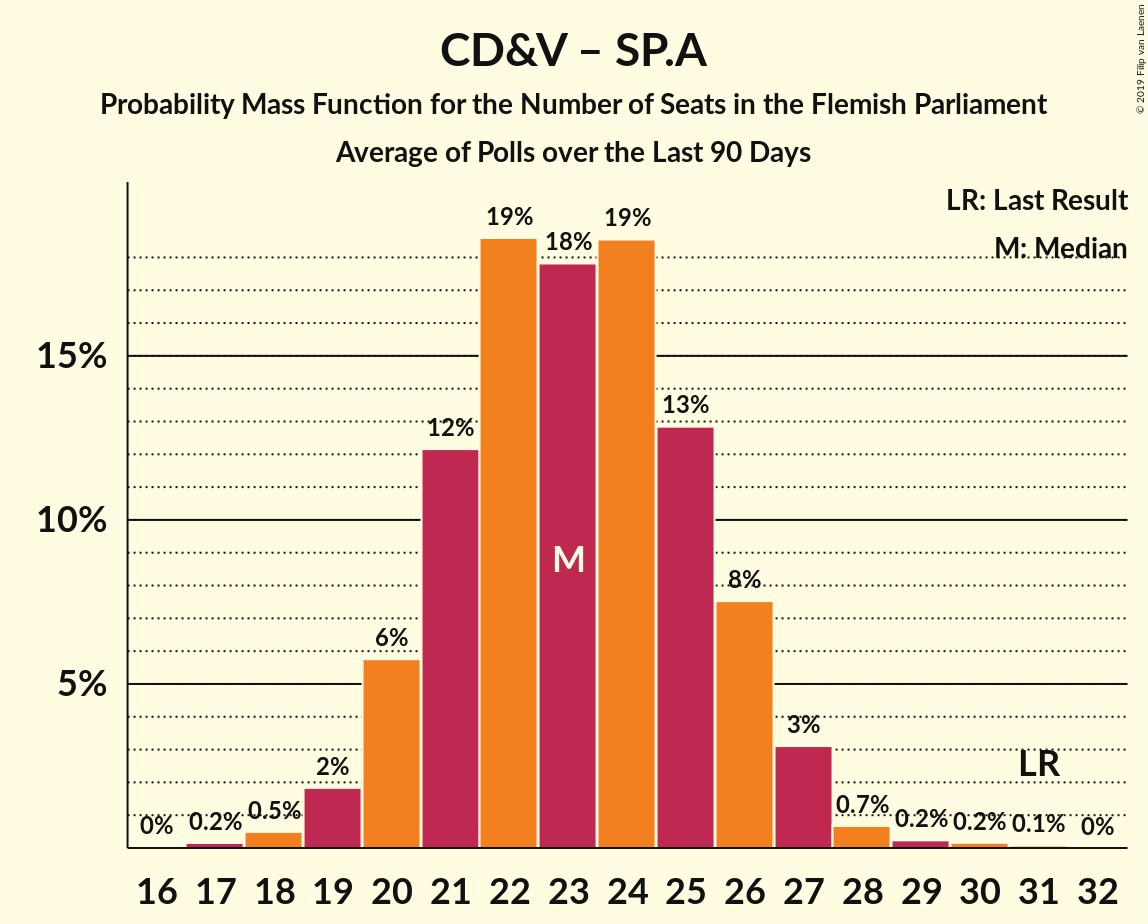 CD&V – SP.A
Probability Mass Function for the Number of Seats in the Flemish Parliament
Average of Polls over the Last 90 Days
© 2019 Filip van Laenen
LR: Last Result
M: Median
15%
10%
5%
0%
0.2%
0.5%
2%
6%
12%
19%
18%
19%
13%
8%
3%
0.7%
0.2%
0.2%
0.1%
0%
M
LR
16 17 18 19 20 21 22 23 24 25 26 27 28 29 30 31 32